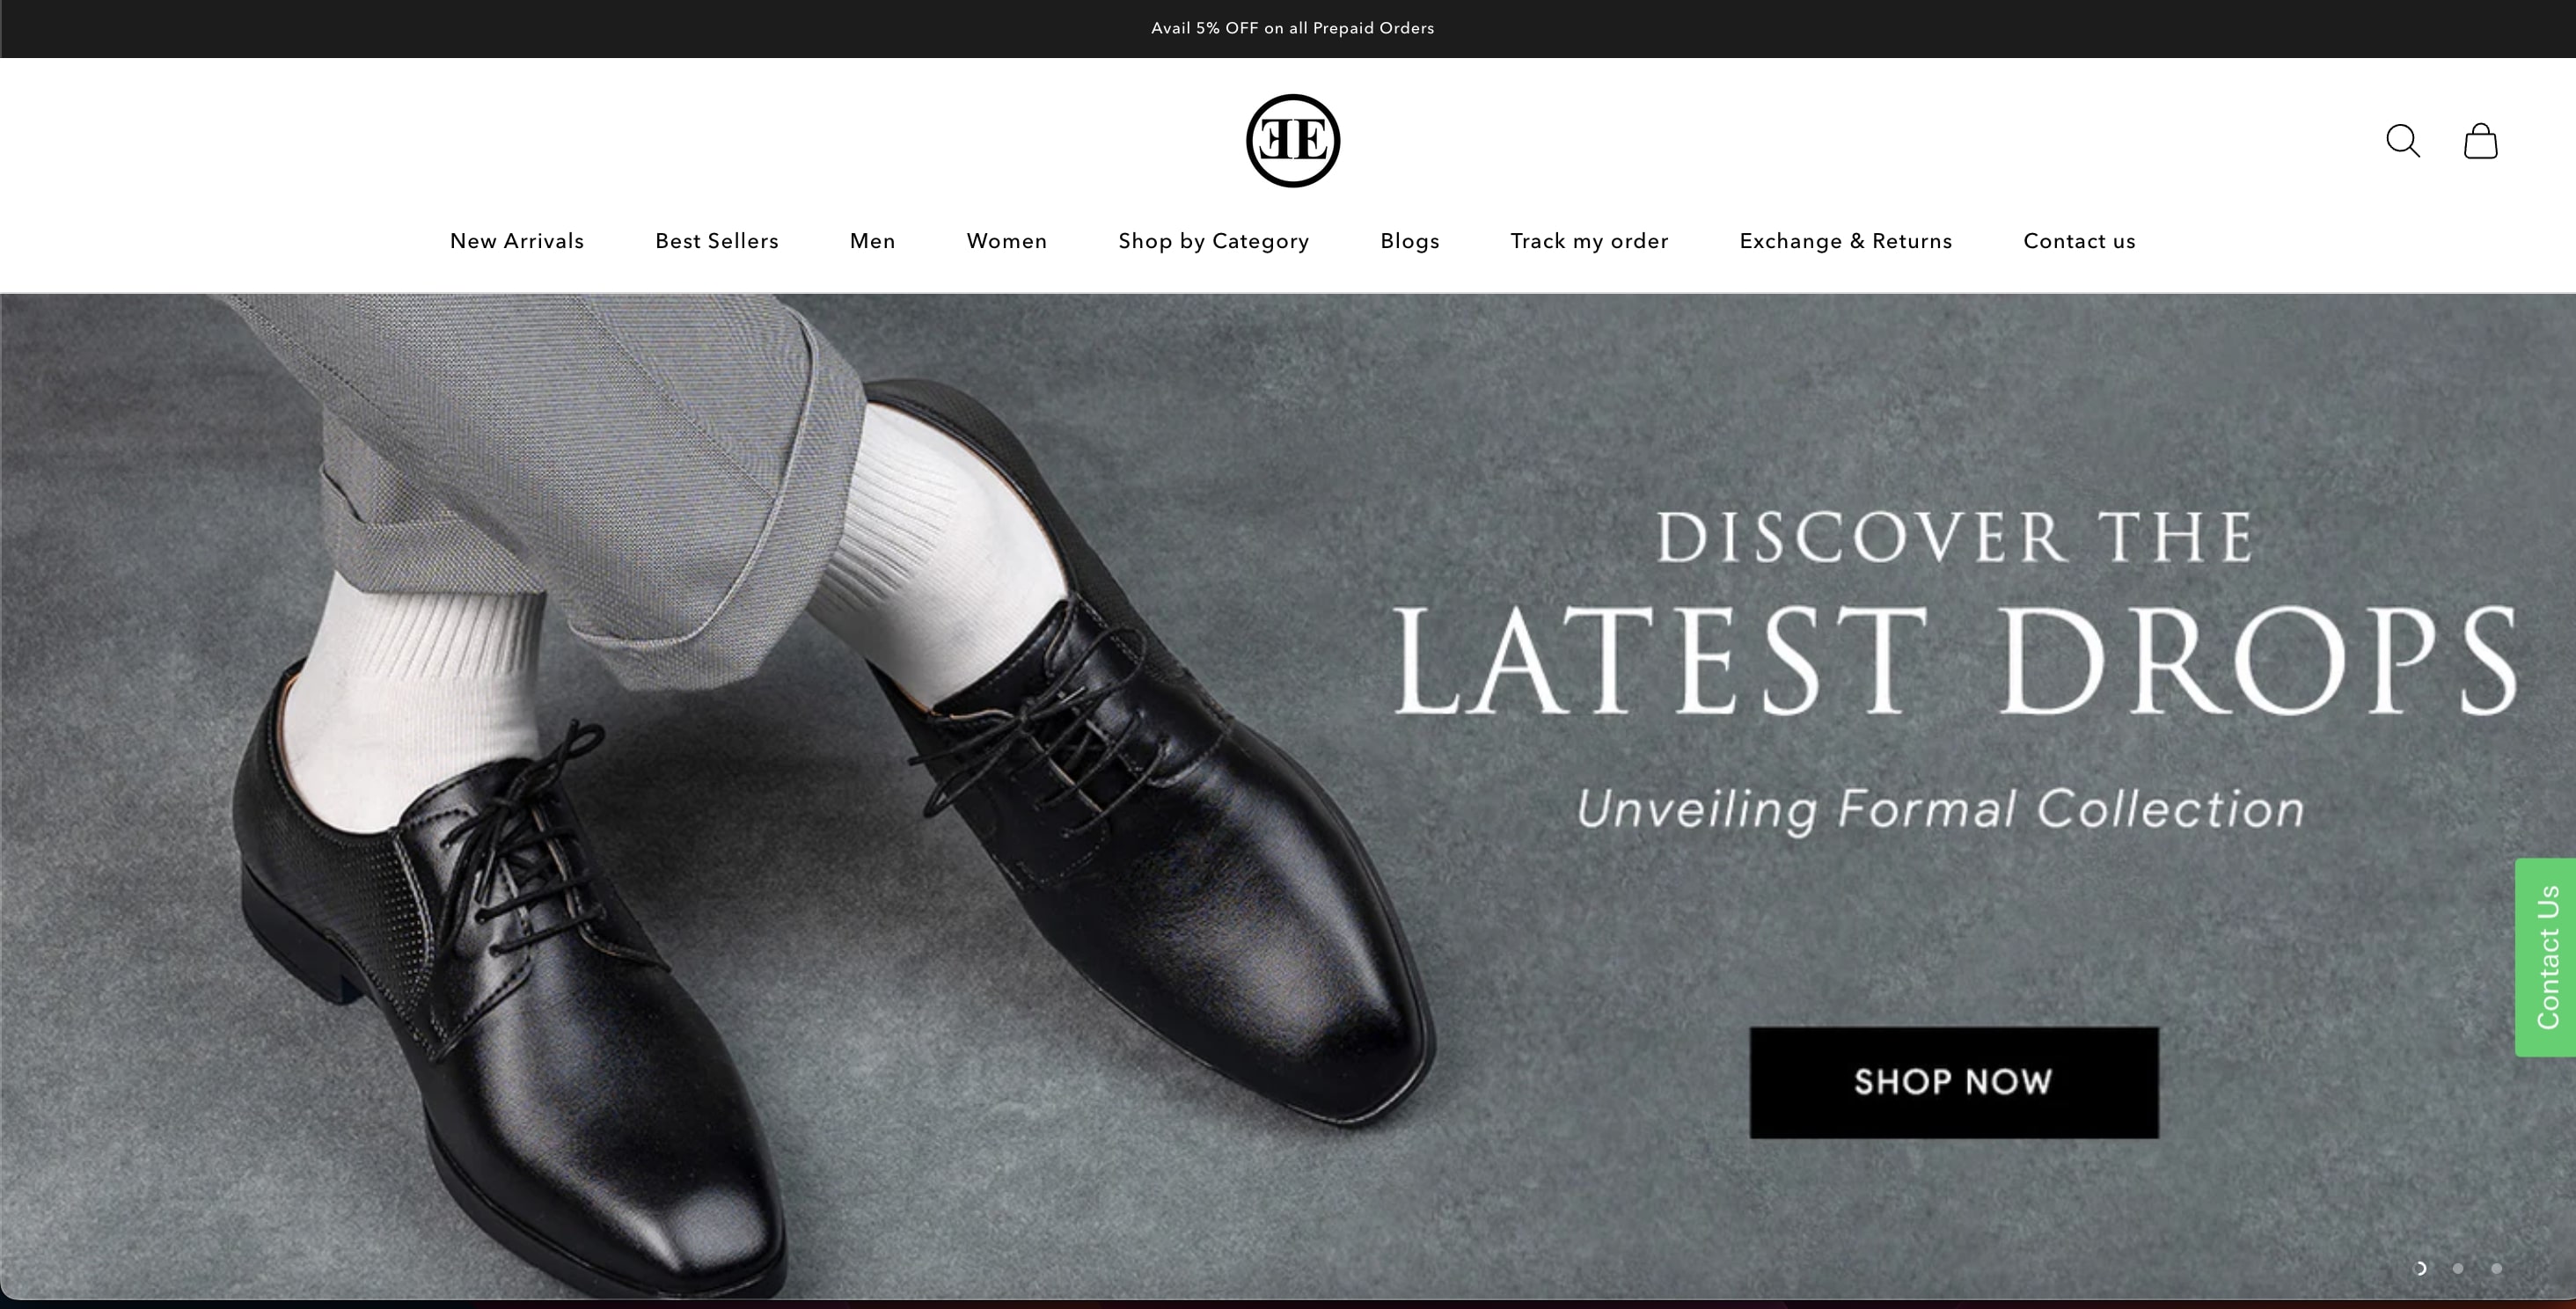 Avail 5% OFF on all Prepaid Orders
ƎE
New Arrivals Best Sellers Men Women Shop by Category Blogs Track my order Exchange & Returns Contact us
DISCOVER THE
LATEST DROPS
Unveiling Formal Collection
Contact Us
SHOP NOW